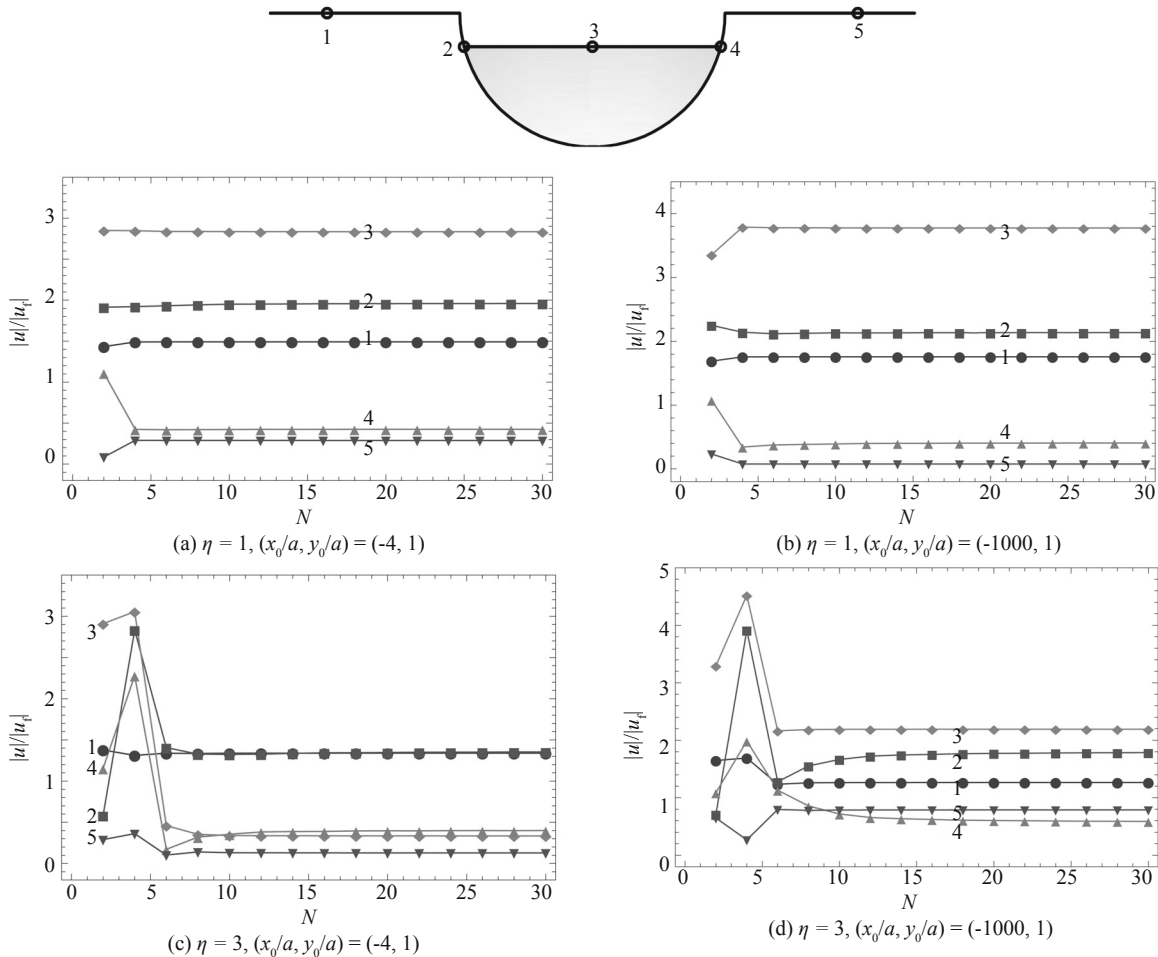 1
2
3
4
5
|u|/|u_f|
3
2
1
0
3
2
1
4
5
0 5 10 15 20 25 30
N
(a) η = 1, (x₀/a, y₀/a) = (-4, 1)
|u|/|u_f|
4
3
2
1
0
3
2
1
4
5
0 5 10 15 20 25 30
N
(b) η = 1, (x₀/a, y₀/a) = (-1000, 1)
|u|/|u_f|
3
2
1
0
3
1
4
2
5
0 5 10 15 20 25 30
N
(c) η = 3, (x₀/a, y₀/a) = (-4, 1)
|u|/|u_f|
5
4
3
2
1
0
3
2
1
5
4
0 5 10 15 20 25 30
N
(d) η = 3, (x₀/a, y₀/a) = (-1000, 1)